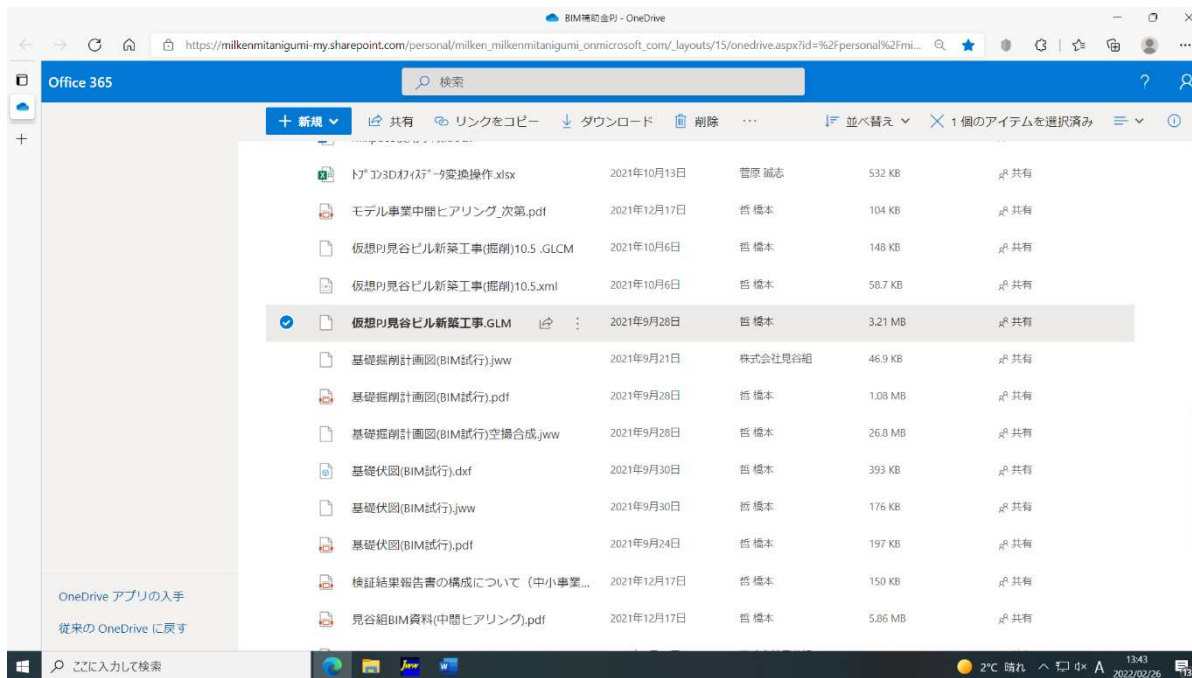 BIM補助金PJ - OneDrive
https://milkenmitanigumi-my.sharepoint.com/personal/milken_milkenmitanigumi_onmicrosoft_com/_layouts/15/onedrive.aspx?id=%2Fpersonal%2Fmi...
Office 365 検索 ?
新規 共有 リンクをコピー ダウンロード 削除 ... 並べ替え 1 個のアイテムを選択済み
ﾄﾌﾟｺﾝ3Dｵﾌｨｽﾃﾞｰﾀ変換操作.xlsx 2021年10月13日 菅原 誠志 532 KB 共有
モデル事業中間ヒアリング_次第.pdf 2021年12月17日 哲 橋本 104 KB 共有
仮想PJ見谷ビル新築工事(掘削)10.5 .GLCM 2021年10月6日 哲 橋本 148 KB 共有
仮想PJ見谷ビル新築工事(掘削)10.5.xml 2021年10月6日 哲 橋本 58.7 KB 共有
仮想PJ見谷ビル新築工事.GLM 2021年9月28日 哲 橋本 3.21 MB 共有
基礎掘削計画図(BIM試行).jww 2021年9月21日 株式会社見谷組 46.9 KB 共有
基礎掘削計画図(BIM試行).pdf 2021年9月28日 哲 橋本 1.08 MB 共有
基礎掘削計画図(BIM試行)空撮合成.jww 2021年9月28日 哲 橋本 26.8 MB 共有
基礎伏図(BIM試行).dxf 2021年9月30日 哲 橋本 393 KB 共有
基礎伏図(BIM試行).jww 2021年9月30日 哲 橋本 176 KB 共有
基礎伏図(BIM試行).pdf 2021年9月24日 哲 橋本 197 KB 共有
検証結果報告書の構成について（中小事業... 2021年12月17日 哲 橋本 150 KB 共有
見谷組BIM資料(中間ヒアリング).pdf 2021年12月17日 哲 橋本 5.86 MB 共有
OneDrive アプリの入手
従来の OneDrive に戻す
ここに入力して検索 Jww W 2°C 晴れ A 13:43
2022/02/26 13